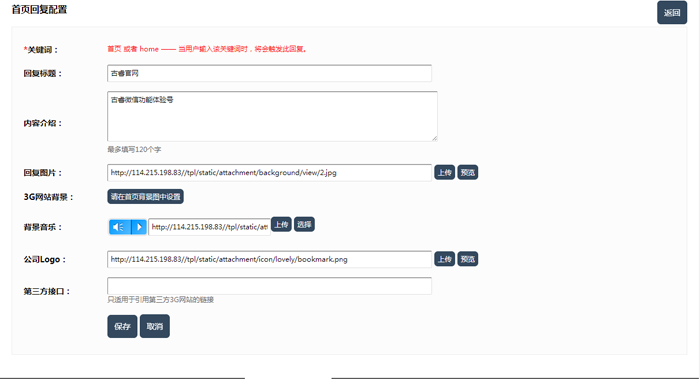 首页回复配置
返回
*关键词：
首页 或者 home —— 当用户输入该关键词时，将会触发此回复。
回复标题：
古睿官网
内容介绍：
古睿微信功能体验号
最多填写120个字
回复图片：
http://114.215.198.83//tpl/static/attachment/background/view/2.jpg
上传
预览
3G网站背景：
请在首页背景图中设置
背景音乐：
http://114.215.198.83//tpl/static/att
上传
选择
公司Logo：
http://114.215.198.83//tpl/static/attachment/icon/lovely/bookmark.png
上传
预览
第三方接口：
只适用于引用第三方3G网站的链接
保存
取消